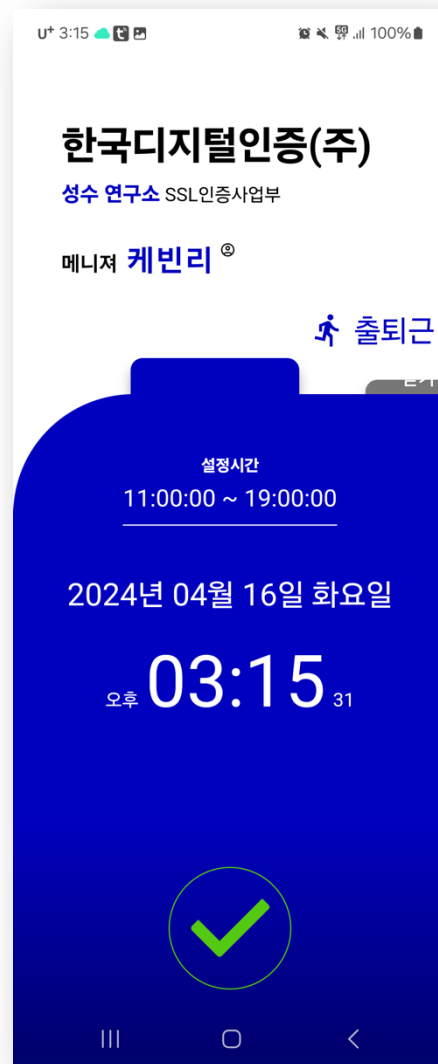 U+ 3:15 5G 100%
한국디지털인증(주)
성수 연구소 SSL인증사업부
메니져 케빈리
출퇴근
설정시간
11:00:00 ~ 19:00:00
2024년 04월 16일 화요일
오후 03:15 31